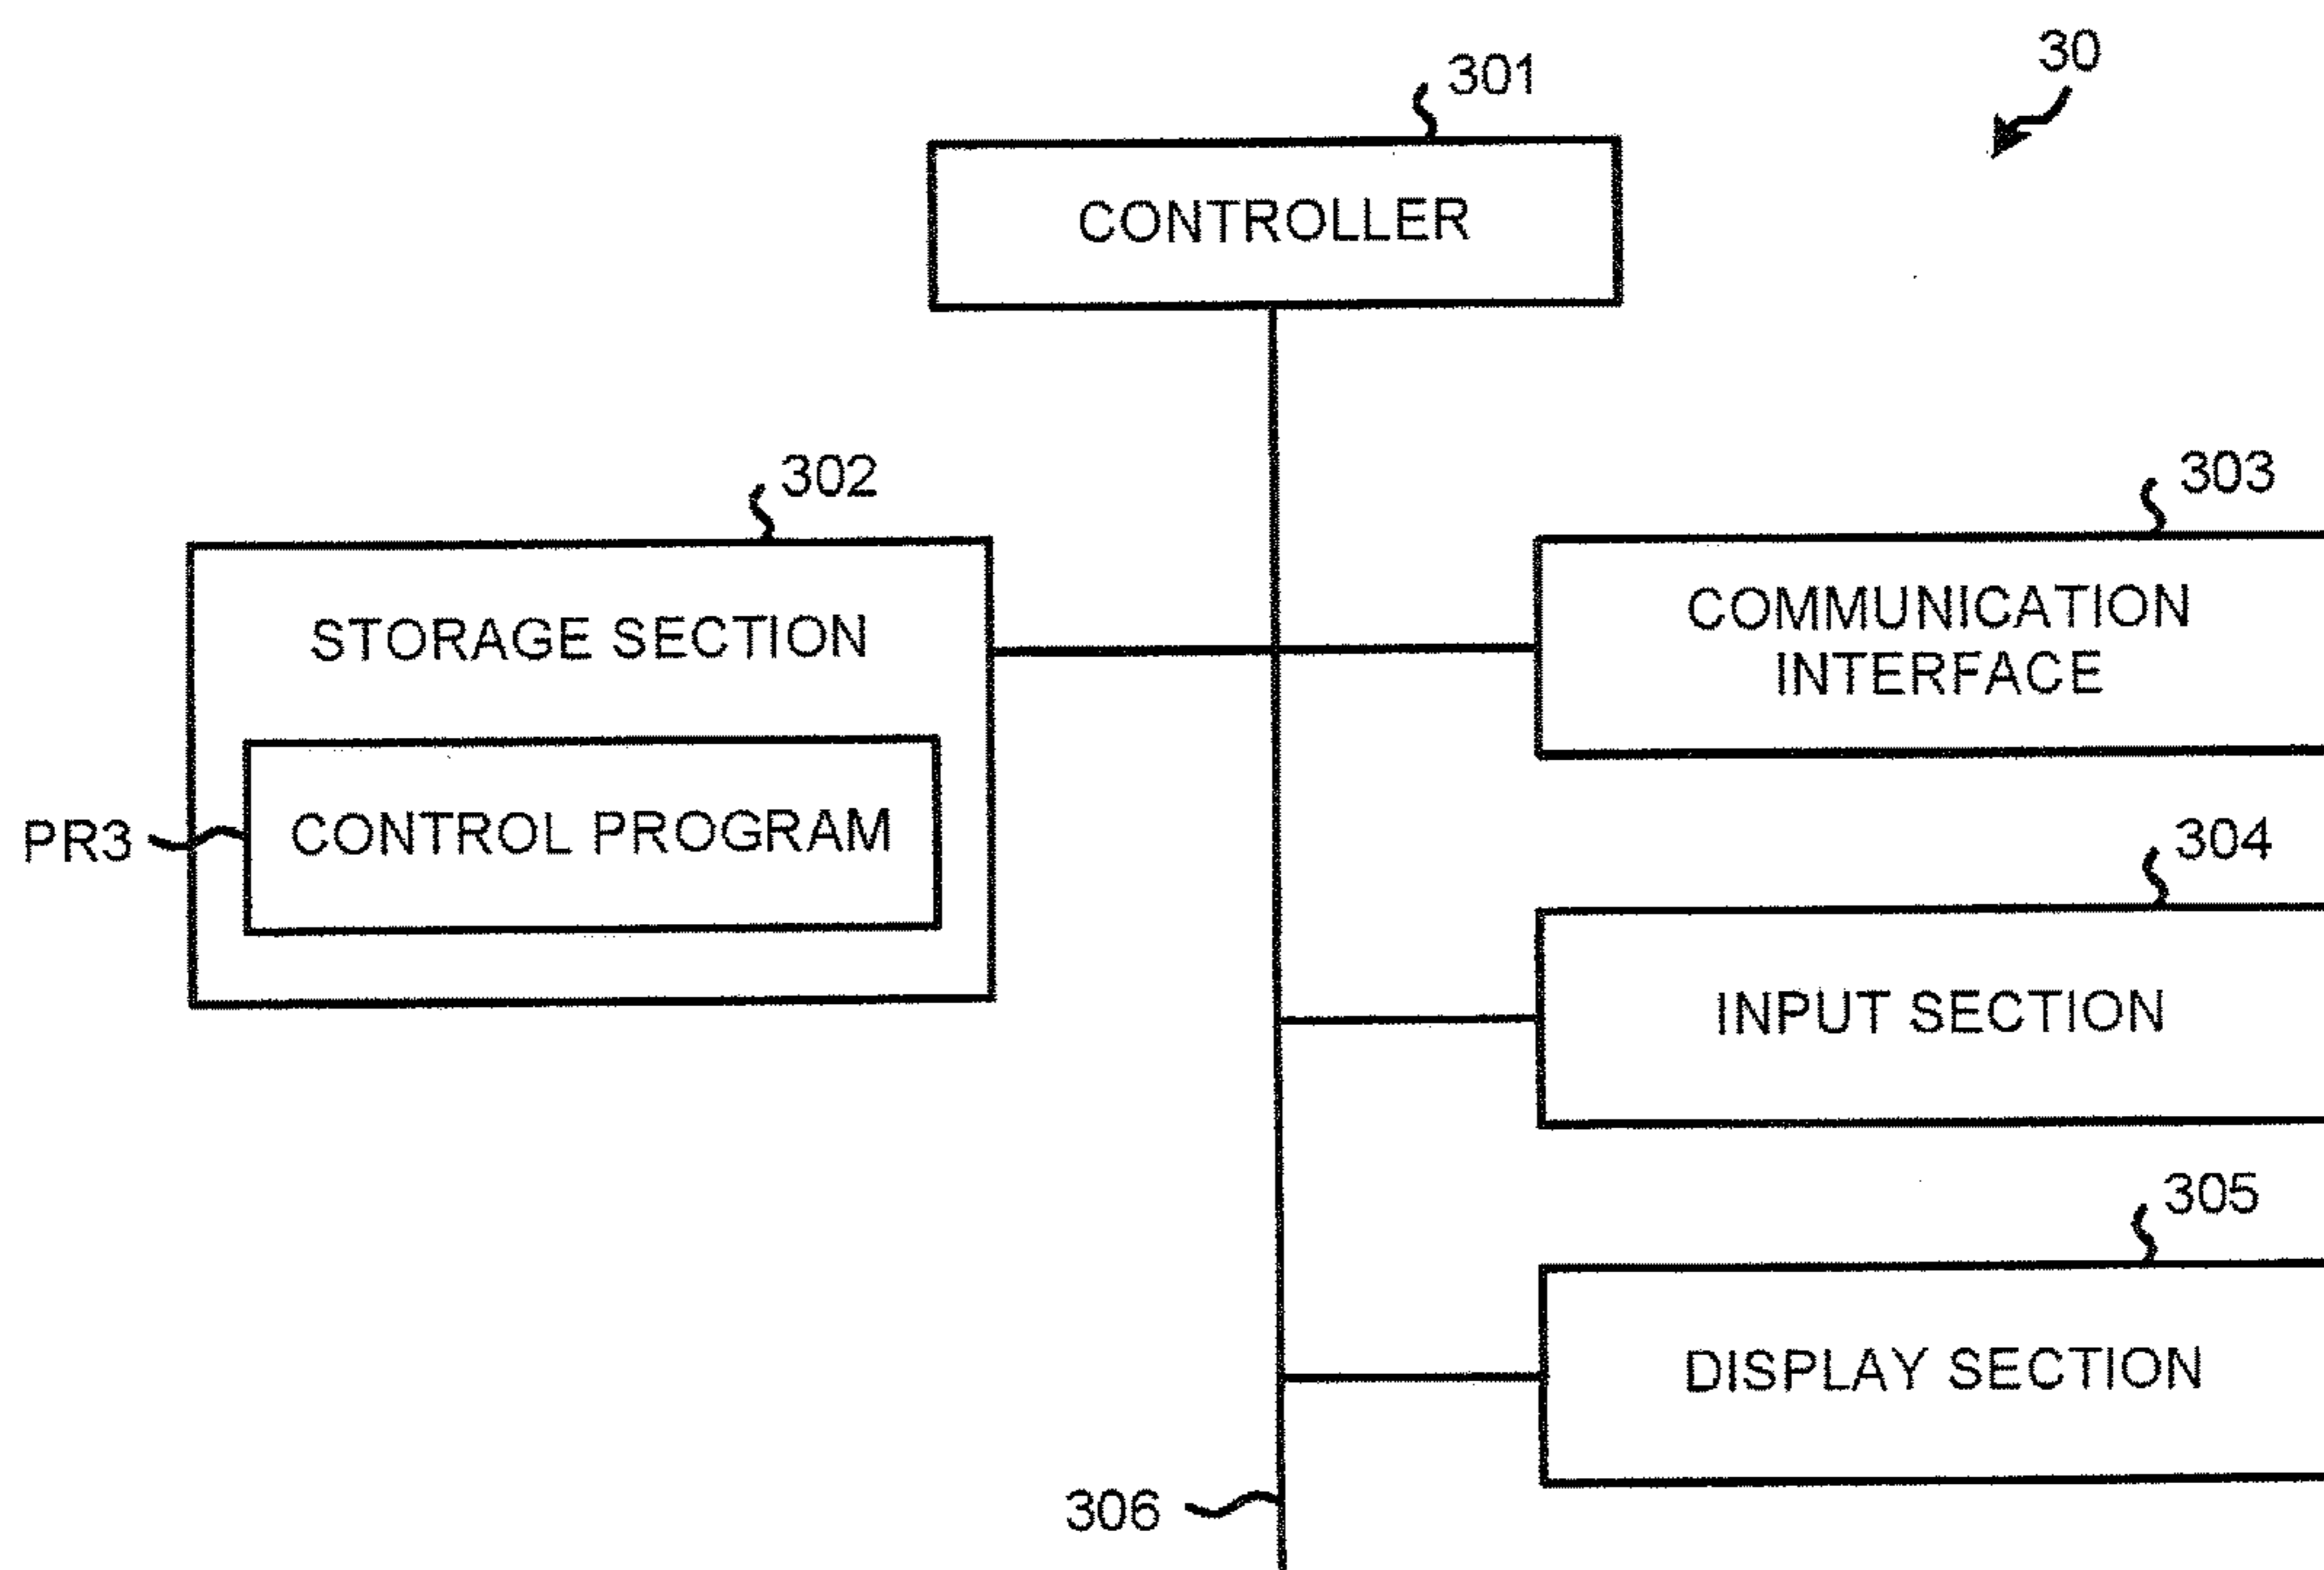 30
301
CONTROLLER
302
303
STORAGE SECTION
COMMUNICATION
INTERFACE
PR3
CONTROL PROGRAM
304
INPUT SECTION
305
DISPLAY SECTION
306